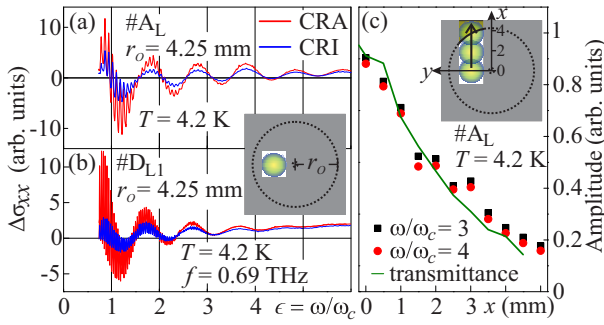 (a) #A_L
r_o = 4.25 mm
CRA
CRI
10
0
-10
T = 4.2 K
(b) #D_L1
r_o = 4.25 mm
10
5
0
-5
T = 4.2 K
f = 0.69 THz
r_o
Δσ_xx (arb. units)
0 1 2 3 4 5
ϵ = ω/ω_c
(c)
x
4
2
0
y
#A_L
T = 4.2 K
ω/ω_c = 3
ω/ω_c = 4
transmittance
0 1 2 3 x (mm)
1
0.8
0.6
0.4
0.2
Amplitude (arb. units)